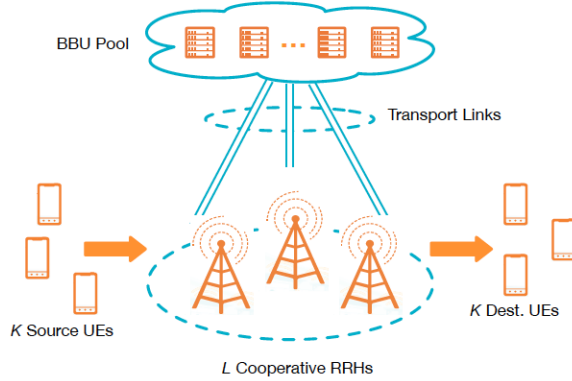 BBU Pool
...
Transport Links
K Source UEs
K Dest. UEs
L Cooperative RRHs